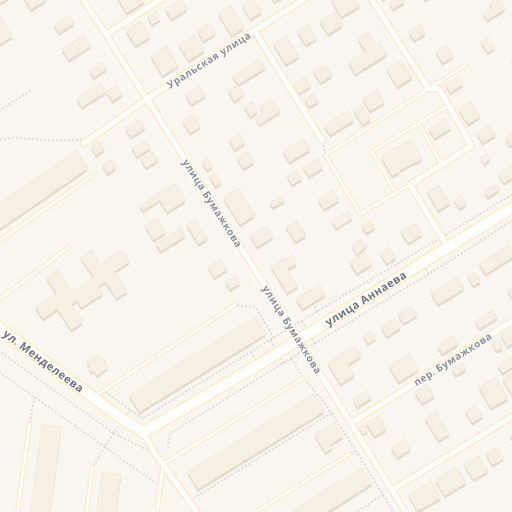 Уральская улица
улица Бумажкова
улица Аннаева
улица Бумажкова
ул. Менделеева
пер. Бумажкова